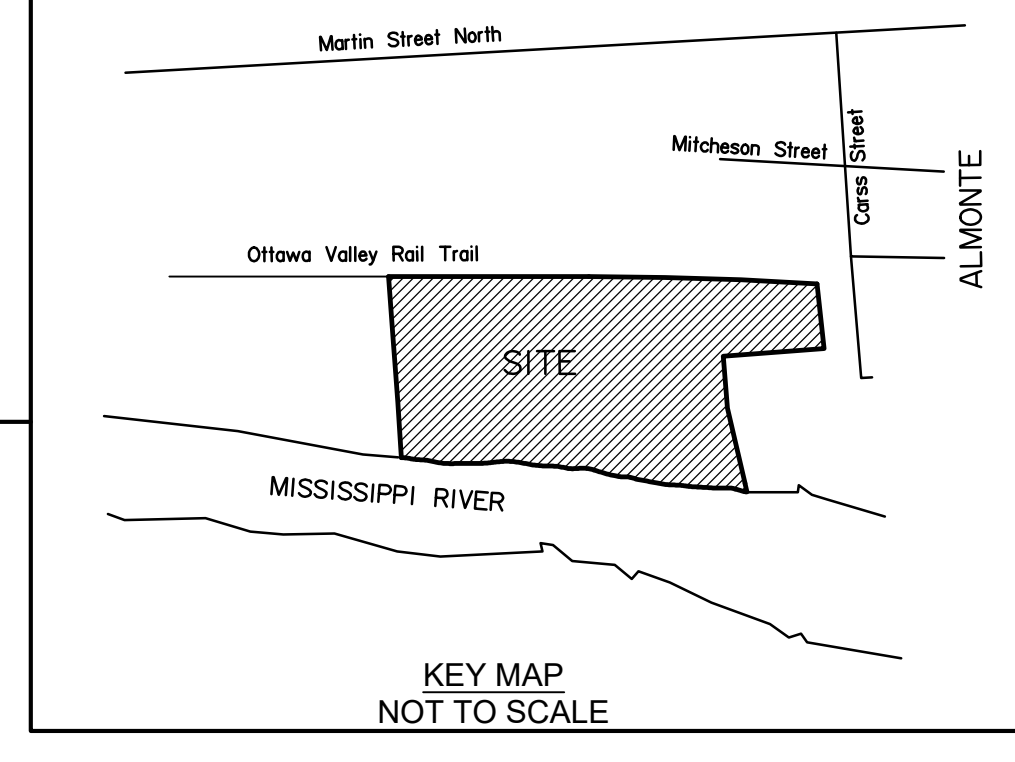 Martin Street North
Mitcheson Street
Carss Street
ALMONTE
Ottawa Valley Rail Trail
SITE
MISSISSIPPI RIVER
KEY MAP
NOT TO SCALE